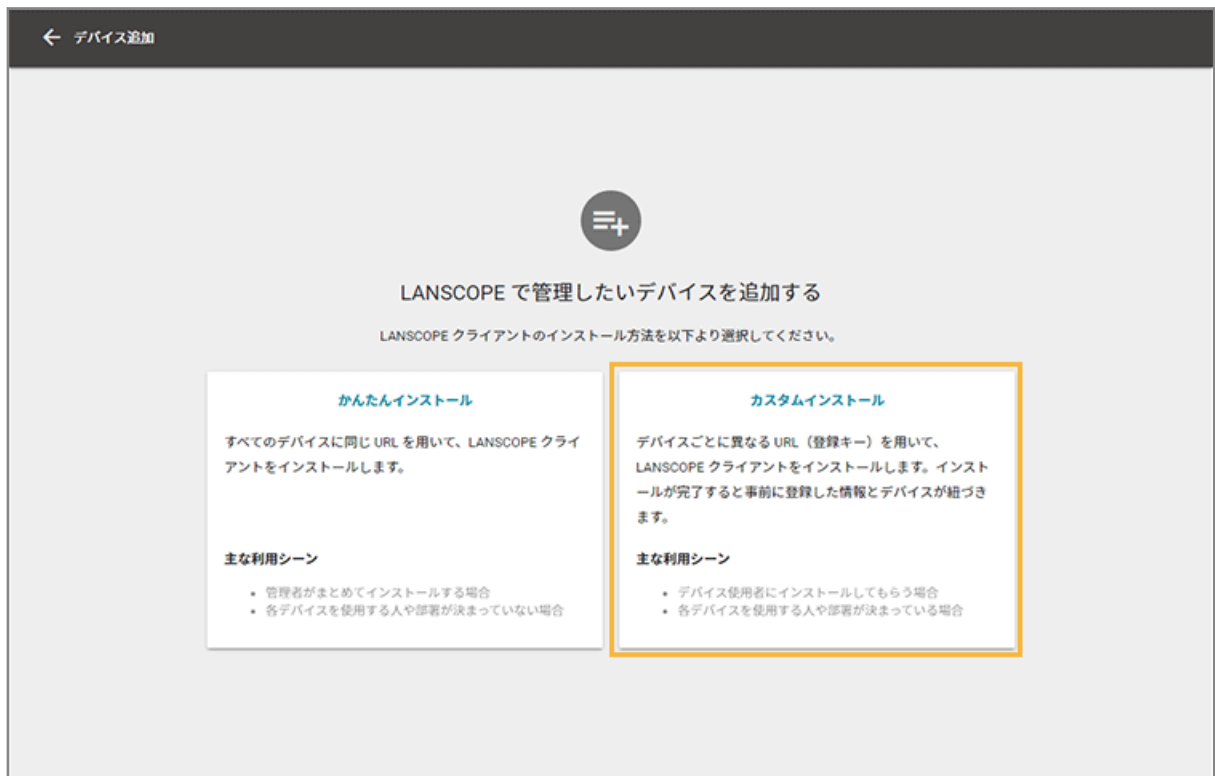 デバイス追加
LANSCOPE で管理したいデバイスを追加する
LANSCOPE クライアントのインストール方法を以下より選択してください。
かんたんインストール
すべてのデバイスに同じ URL を用いて、LANSCOPE クライ
アントをインストールします。
主な利用シーン
• 管理者がまとめてインストールする場合
• 各デバイスを使用する人や部署が決まっていない場合
カスタムインストール
デバイスごとに異なる URL（登録キー）を用いて、
LANSCOPE クライアントをインストールします。インスト
ールが完了すると事前に登録した情報とデバイスが紐づき
ます。
主な利用シーン
• デバイス使用者にインストールしてもらう場合
• 各デバイスを使用する人や部署が決まっている場合